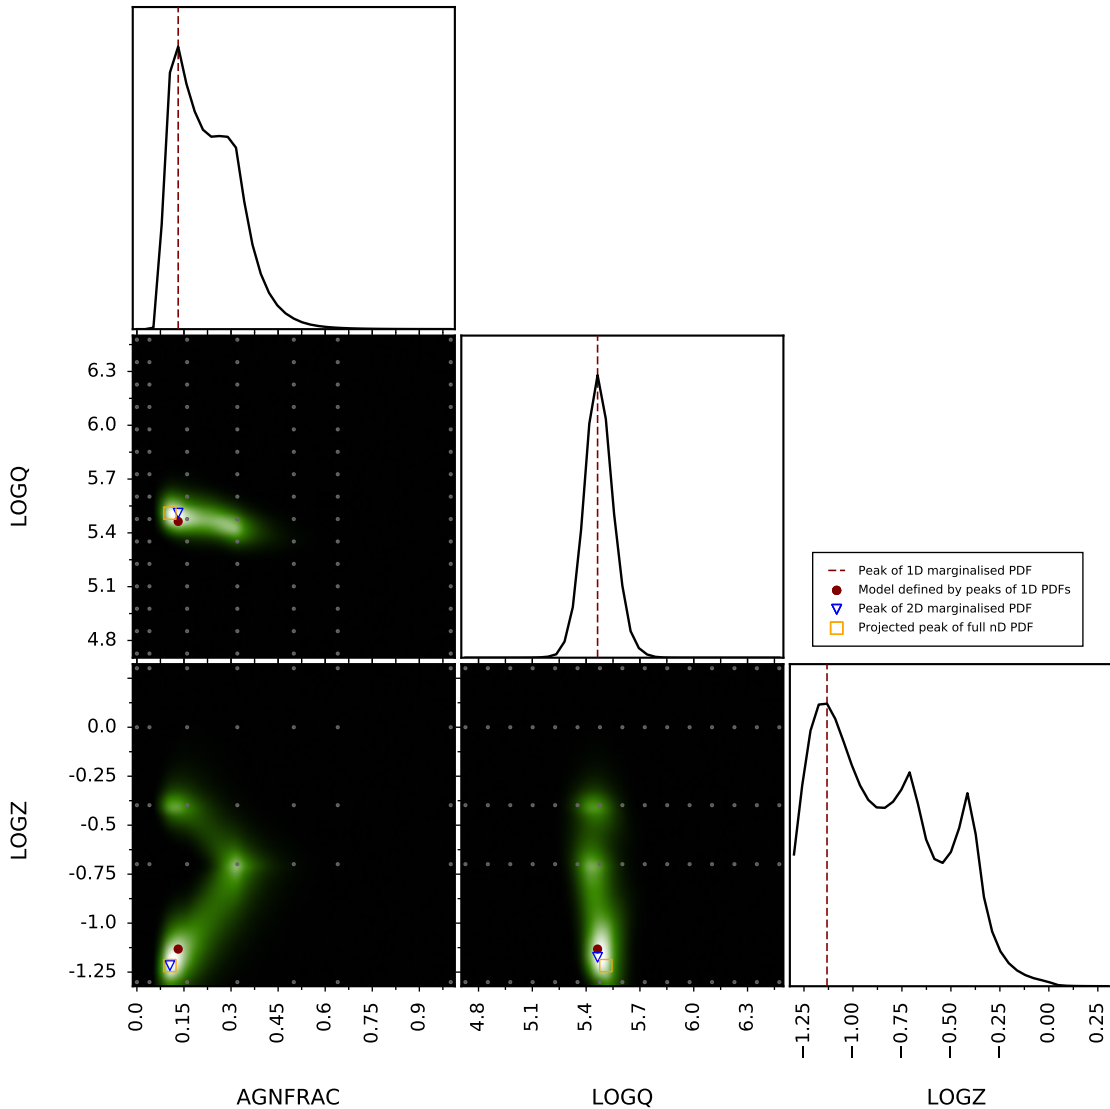 6.3
6.0
5.7
5.4
5.1
4.8
LOGQ
Peak of 1D marginalised PDF
Model defined by peaks of 1D PDFs
Peak of 2D marginalised PDF
Projected peak of full nD PDF
0.0
-0.25
-0.5
-0.75
-1.0
-1.25
LOGZ
0.0 0.15 0.3 0.45 0.6 0.75 0.9
4.8 5.1 5.4 5.7 6.0 6.3
−1.25 −1.00 −0.75 −0.50 −0.25 0.00 0.25
AGNFRAC LOGQ LOGZ